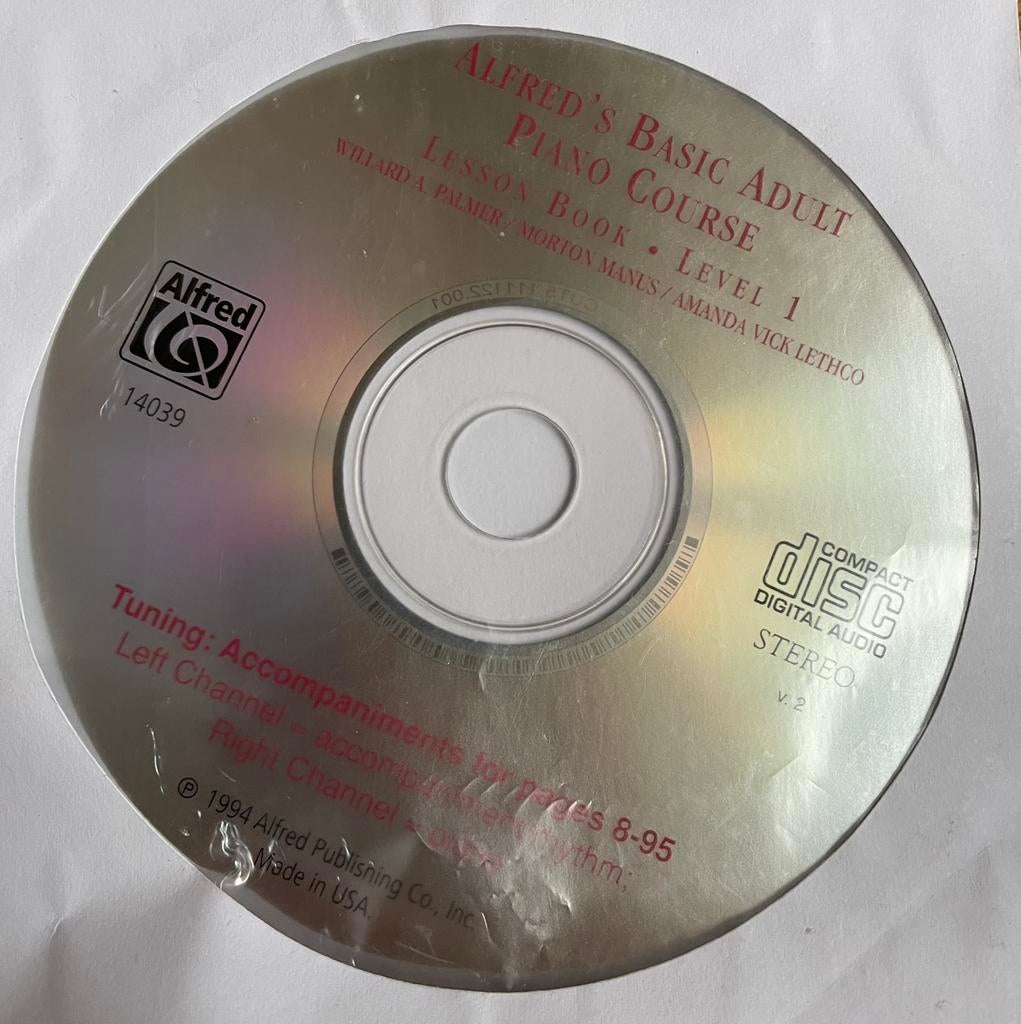 ALFRED'S BASIC ADULT
PIANO COURSE
LESSON BOOK • LEVEL 1
WILLARD A. PALMER / MORTON MANUS / AMANDA VICK LETHCO
Alfred
14039
COMPACT
disc
DIGITAL AUDIO
STEREO
v. 2
Tuning: Accompaniments for pages 8-95
Left Channel = accompaniment/rhythm;
Right Channel =
℗ 1994 Alfred Publishing Co., Inc.
Made in USA.